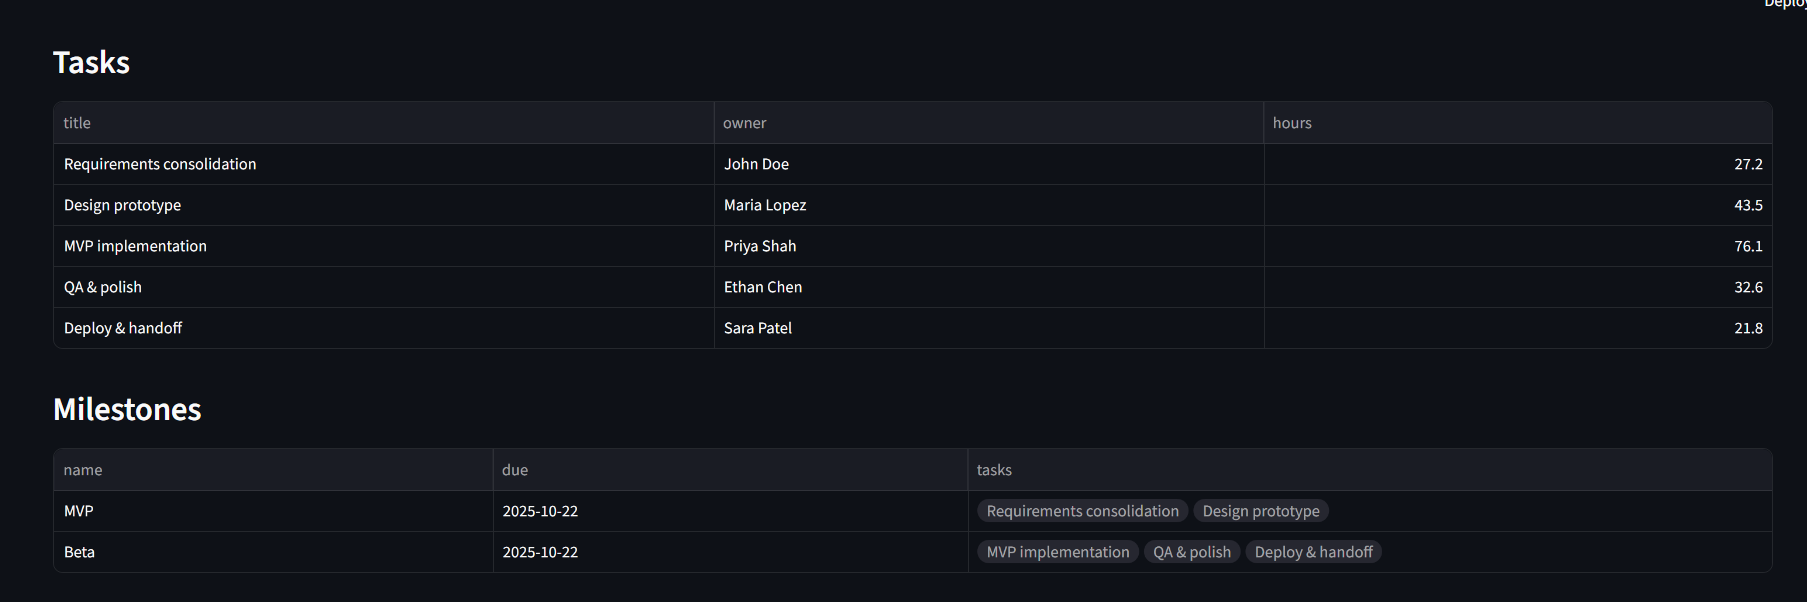 Deploy
Tasks
title owner hours
Requirements consolidation John Doe 27.2
Design prototype Maria Lopez 43.5
MVP implementation Priya Shah 76.1
QA & polish Ethan Chen 32.6
Deploy & handoff Sara Patel 21.8
Milestones
name due tasks
MVP 2025-10-22 Requirements consolidation Design prototype
Beta 2025-10-22 MVP implementation QA & polish Deploy & handoff